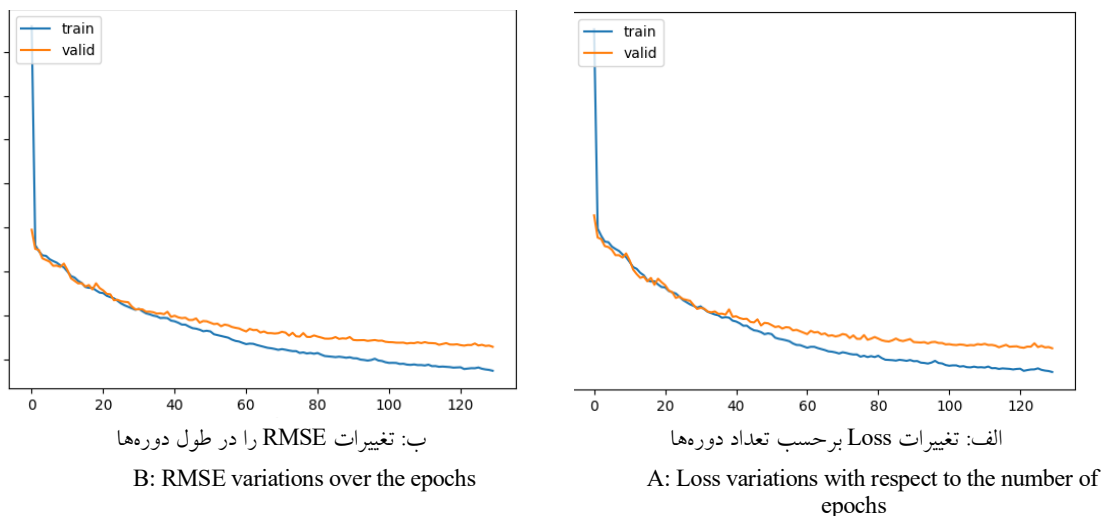 train
valid
0
20
40
60
80
100
120
ب: تغییرات RMSE را در طول دوره‌ها
B: RMSE variations over the epochs
train
valid
0
20
40
60
80
100
120
الف: تغییرات Loss برحسب تعداد دوره‌ها
A: Loss variations with respect to the number of
epochs